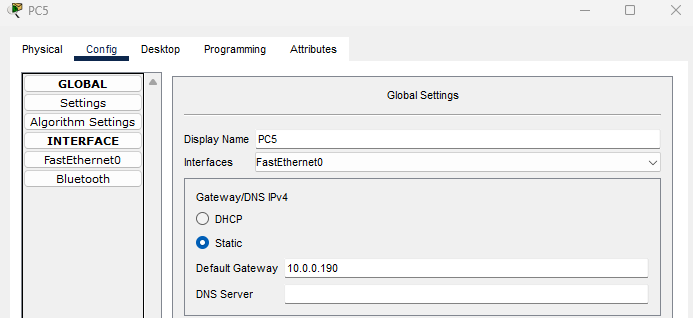 PC5
Physical Config Desktop Programming Attributes
GLOBAL
Settings
Algorithm Settings
INTERFACE
FastEthernet0
Bluetooth
Global Settings
Display Name PC5
Interfaces FastEthernet0
Gateway/DNS IPv4
DHCP
Static
Default Gateway 10.0.0.190
DNS Server